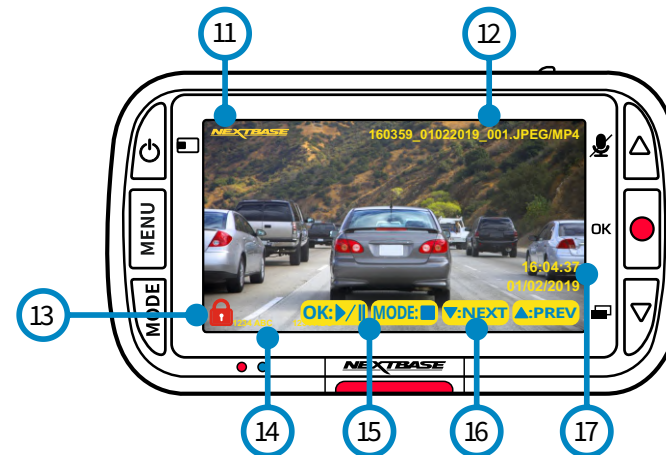 11
12
NEXTBASE
160359_01022019_001.JPEG/MP4
MENU
OK
16:04:37
01/02/2019
13
MODE
OK:▶/|| MODE:■ ▼:NEXT ▲:PREV
NEXTBASE
14
15
16
17